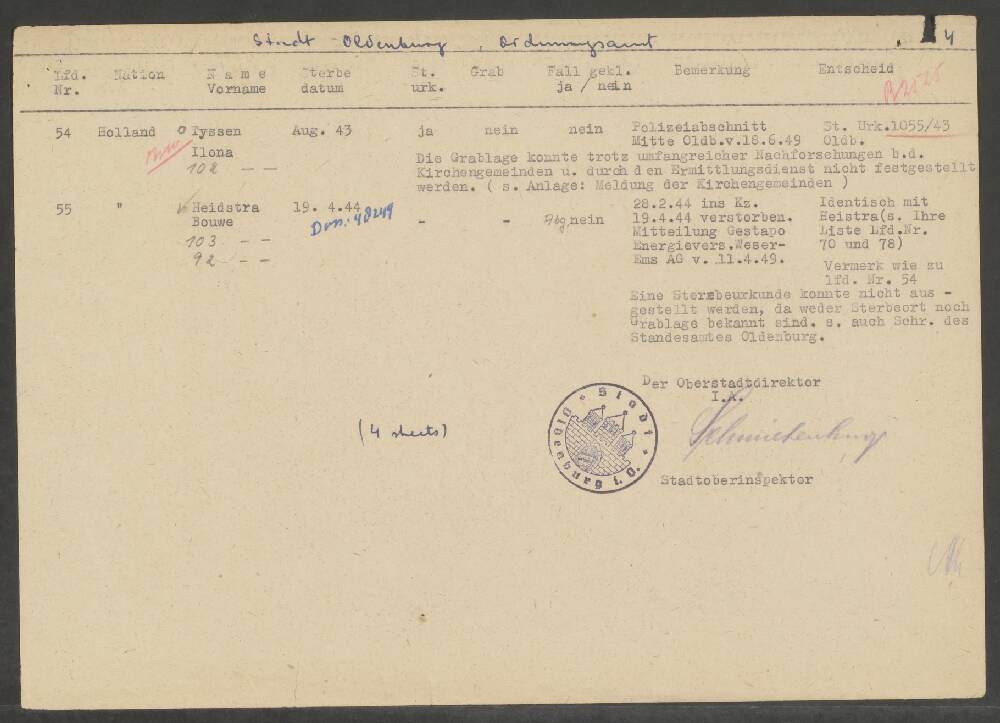 Stadt Oldenburg, Ordnungsamt 4
Lfd. Nation Name Sterbe St. Grab Fall gekl. Bemerkung Entscheid
Nr. Vorname datum urk. ja / nein
54 Holland o Tyssen Aug. 43 ja nein nein Polizeiabschnitt St. Urk.1055/43
Mitte Oldb.v.18.6.49 Oldb.
Ilona
102 — —
Die Grablage konnte trotz umfangreicher Nachforschungen b.d.
Kirchengemeinden u. durch den Ermittlungsdienst nicht festgestellt
werden. ( s. Anlage: Meldung der Kirchengemeinden )
55 " Heidstra 19. 4.44 - - Abg. nein 28.2.44 ins Kz. Identisch mit
Bouwe 19.4.44 verstorben. Heistra(s. Ihre
103 — — Mitteilung Gestapo Liste Lfd.Nr.
92 — — Energievers.Weser- 70 und 78)
Ems AG v. 11.4.49.
Vermerk wie zu
lfd. Nr. 54
Eine Sterbeurkunde konnte nicht aus -
gestellt werden, da weder Sterbeort noch
Grablage bekannt sind. s. auch Schr. des
Standesamtes Oldenburg.
Der Oberstadtdirektor
I.A.
(4 sheets)
Stadt
Oldenburg i. O.
Stadtoberinspektor